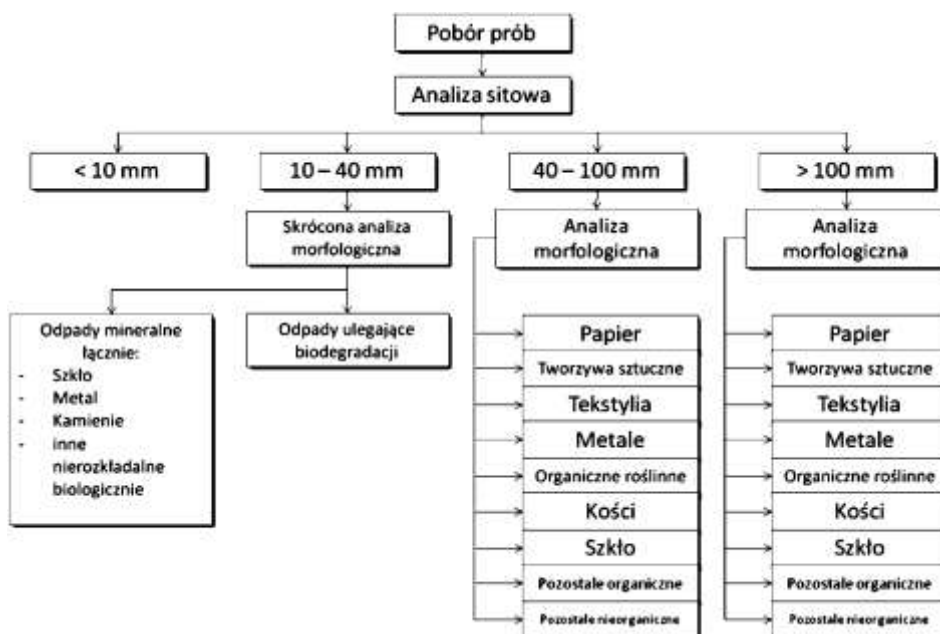 Pobór prób
Analiza sitowa
< 10 mm
10 – 40 mm
40 – 100 mm
> 100 mm
Skrócona analiza
morfologiczna
Analiza
morfologiczna
Analiza
morfologiczna
Odpady mineralne
łącznie:
- Szkło
- Metal
- Kamienie
- inne
nierozkładalne
biologicznie
Odpady ulegające
biodegradacji
Papier
Tworzywa sztuczne
Tekstylia
Metale
Organiczne roślinne
Kości
Szkło
Pozostałe organiczne
Pozostałe nieorganiczne
Papier
Tworzywa sztuczne
Tekstylia
Metale
Organiczne roślinne
Kości
Szkło
Pozostałe organiczne
Pozostałe nieorganiczne